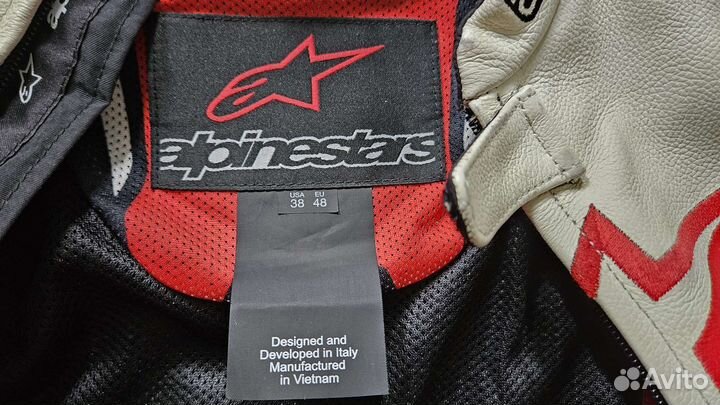 alpinestars
USA EU
38 48
Designed and
Developed in Italy
Manufactured
in Vietnam
Avito